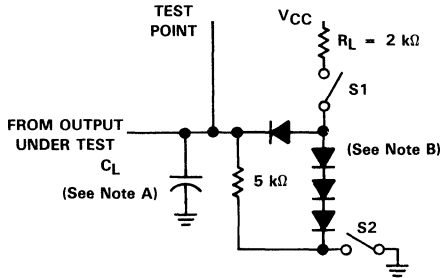 TEST
POINT
VCC
RL = 2 kΩ
S1
FROM OUTPUT
UNDER TEST
CL
(See Note A)
5 kΩ
(See Note B)
S2